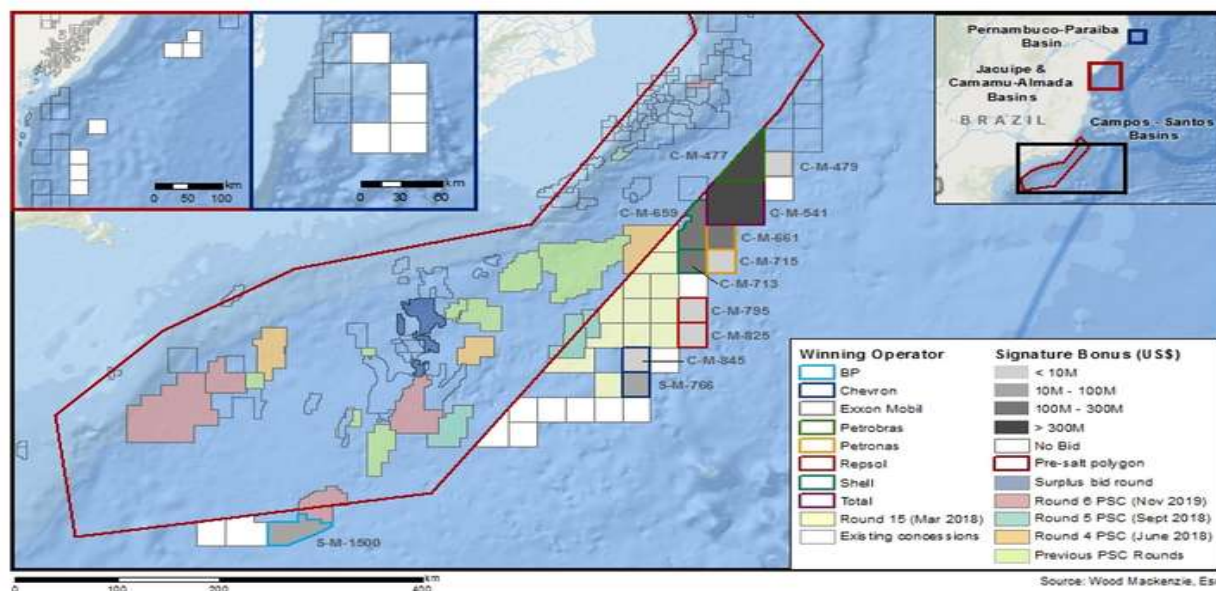 km
0 50 100
km
0 30 60
Pernambuco-Paraiba
Basin
Jacuipe &
Camamu-Almada
Basins
BRAZIL
Campos - Santos
Basins
C-M-477
C-M-479
C-M-659
C-M-541
C-M-661
C-M-715
C-M-713
C-M-795
C-M-825
C-M-845
S-M-766
S-M-1500
Winning Operator
BP
Chevron
Exxon Mobil
Petrobras
Petronas
Repsol
Shell
Total
Round 15 (Mar 2018)
Existing concessions
Signature Bonus (US$)
< 10M
10M - 100M
100M - 300M
> 300M
No Bid
Pre-salt polygon
Surplus bid round
Round 6 PSC (Nov 2019)
Round 5 PSC (Sept 2018)
Round 4 PSC (June 2018)
Previous PSC Rounds
km
0 100 200 400
Source: Wood Mackenzie, Es